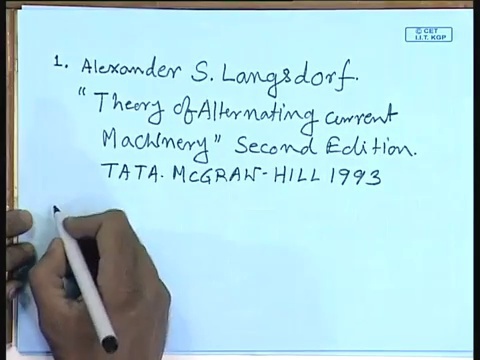 © CET
I.I.T. KGP
1. Alexander S. Langsdorf.
"Theory of Alternating Current
Machinery" Second Edition.
TATA. McGRAW-HILL 1993